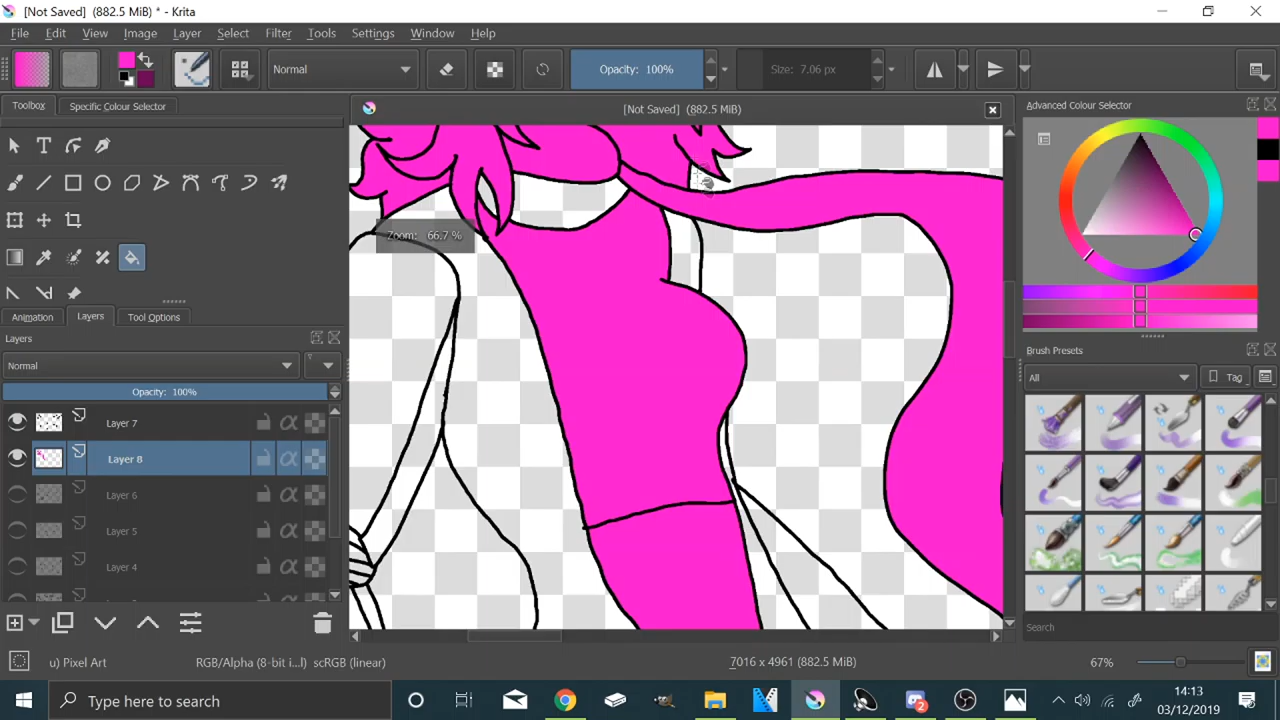 [Not Saved] (882.5 MiB) * - Krita
File Edit View Image Layer Select Filter Tools Settings Window Help
Normal
Opacity: 100%
Size: 7.06 px
Toolbox
Specific Colour Selector
[Not Saved] (882.5 MiB)
Advanced Colour Selector
Zoom: 66.7 %
Animation
Layers
Tool Options
Layers
Normal
Opacity: 100%
Layer 7
Layer 8
Layer 6
Layer 5
Layer 4
Brush Presets
All
Tag
Search
u) Pixel Art
RGB/Alpha (8-bit i...l) scRGB (linear)
7016 x 4961 (882.5 MiB)
67%
Type here to search
2
14:13
03/12/2019